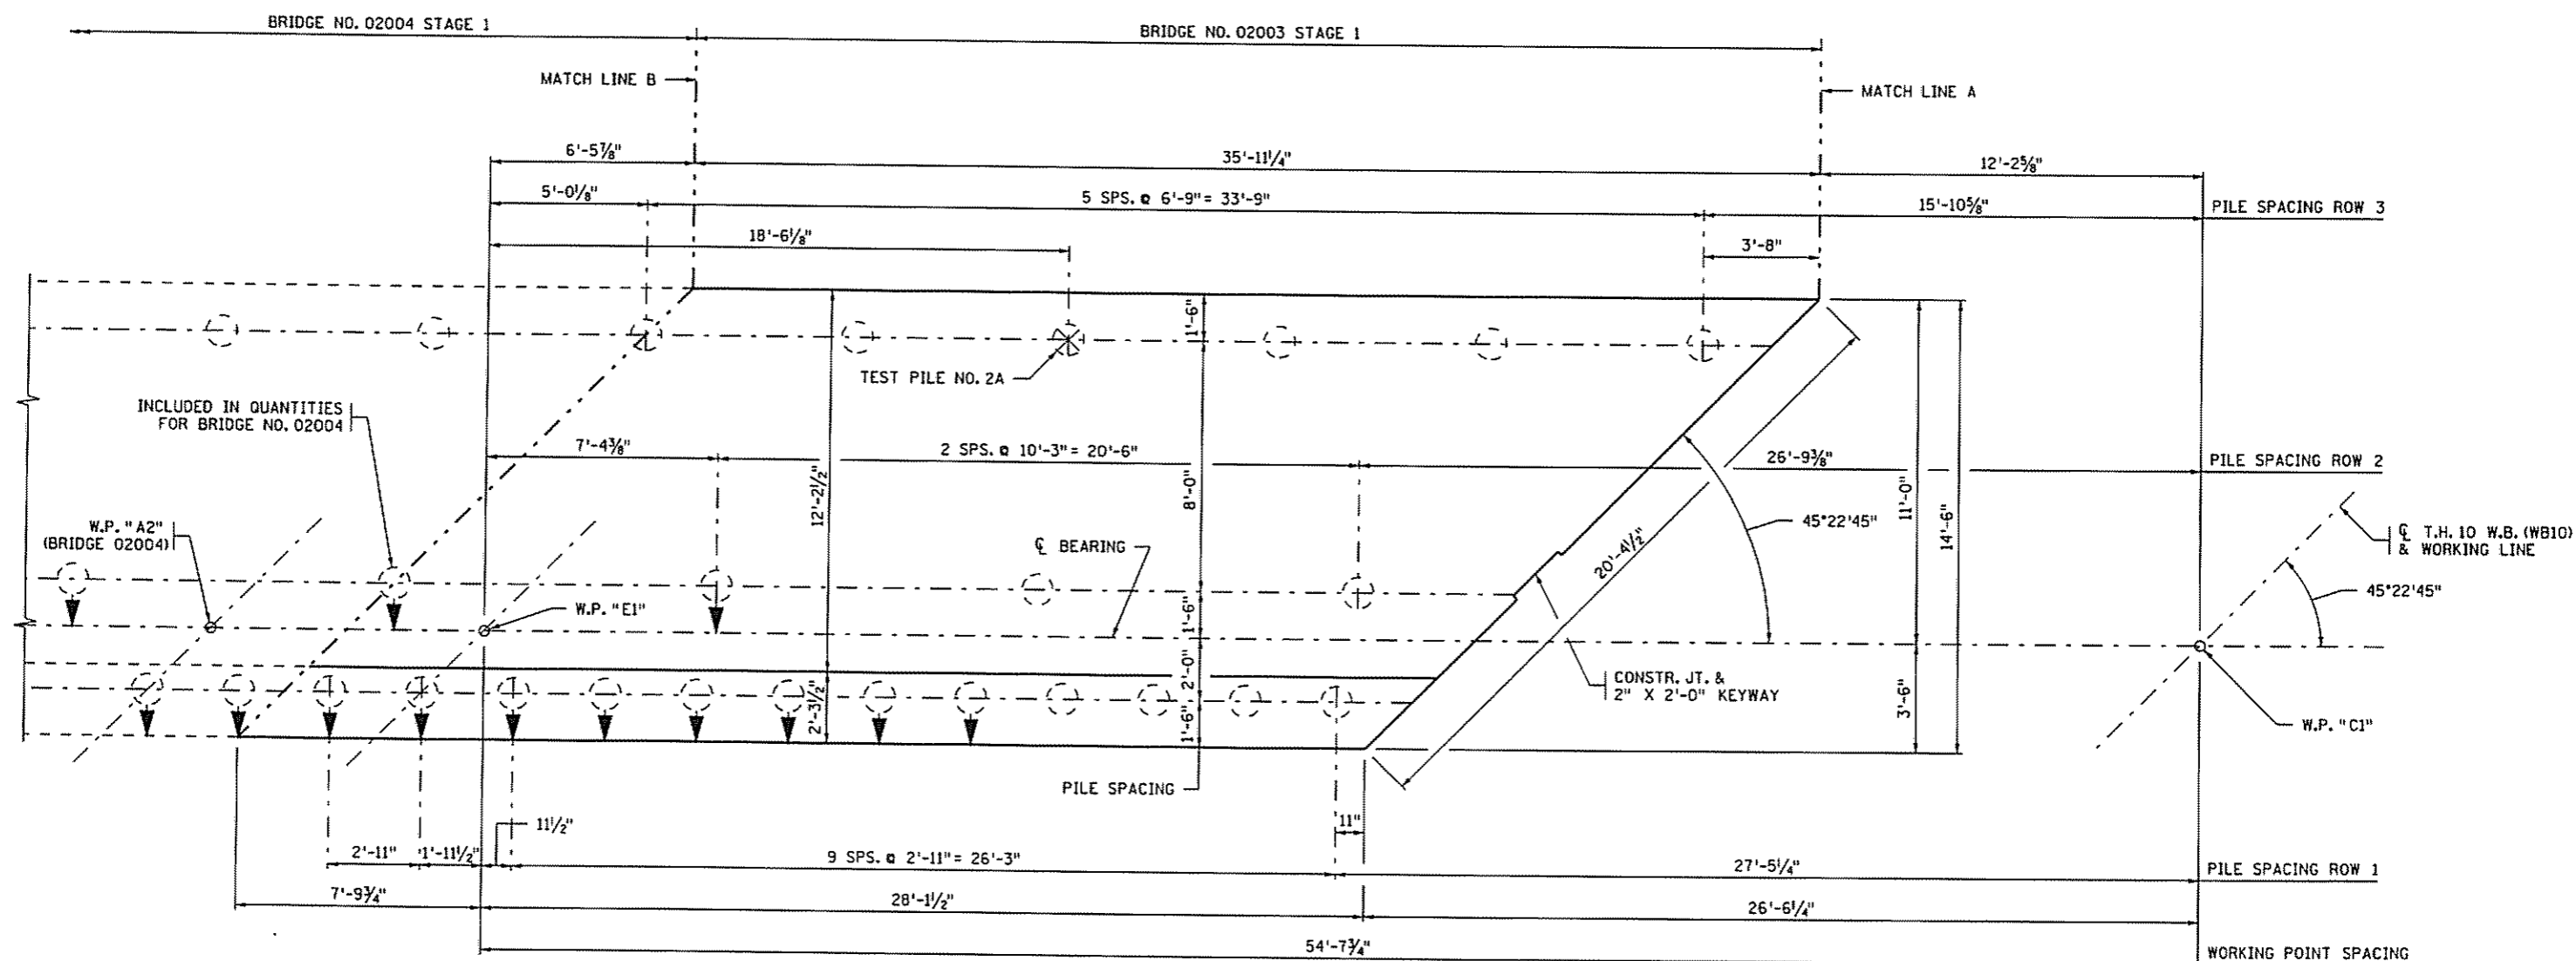 BRIDGE NO. 02004 STAGE 1
BRIDGE NO. 02003 STAGE 1
MATCH LINE B
MATCH LINE A
6'-5⅞"
35'-11¼"
12'-2⅝"
5'-0⅛"
5 SPS. @ 6'-9" = 33'-9"
15'-10⅝"
PILE SPACING ROW 3
18'-6⅛"
3'-8"
1'-6"
TEST PILE NO. 2A
INCLUDED IN QUANTITIES
FOR BRIDGE NO. 02004
7'-4⅜"
2 SPS. @ 10'-3" = 20'-6"
26'-9⅜"
PILE SPACING ROW 2
12'-2½"
8'-0"
11'-0"
14'-6"
45°22'45"
W.P. "A2"
(BRIDGE 02004)
℄ BEARING
20'-4½"
℄ T.H. 10 W.B. (WB10)
& WORKING LINE
45°22'45"
W.P. "E1"
1'-6"
2'-0"
CONSTR. JT. &
2" X 2'-0" KEYWAY
3'-6"
W.P. "C1"
2'-3½"
1'-6"
PILE SPACING
11½"
11"
2'-11"
1'-11½"
9 SPS. @ 2'-11" = 26'-3"
27'-5¼"
PILE SPACING ROW 1
7'-9¾"
28'-1½"
26'-6¼"
54'-7¾"
WORKING POINT SPACING